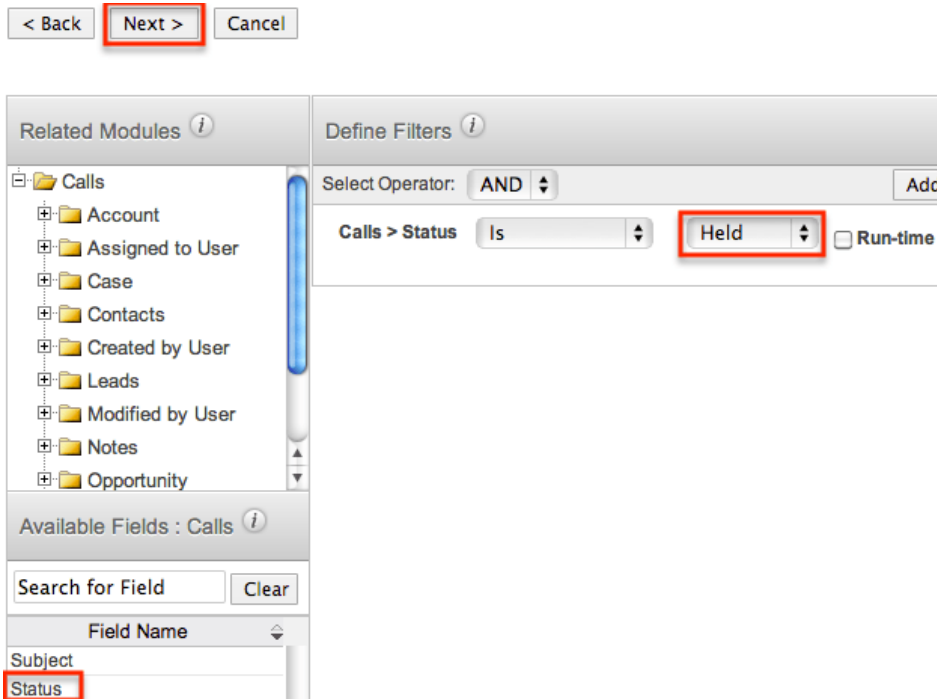 < Back Next > Cancel
Related Modules i
Define Filters i
Calls
Select Operator: AND Add
Account
Calls > Status Is Held Run-time
Assigned to User
Case
Contacts
Created by User
Leads
Modified by User
Notes
Opportunity
Available Fields : Calls i
Search for Field Clear
Field Name
Subject
Status